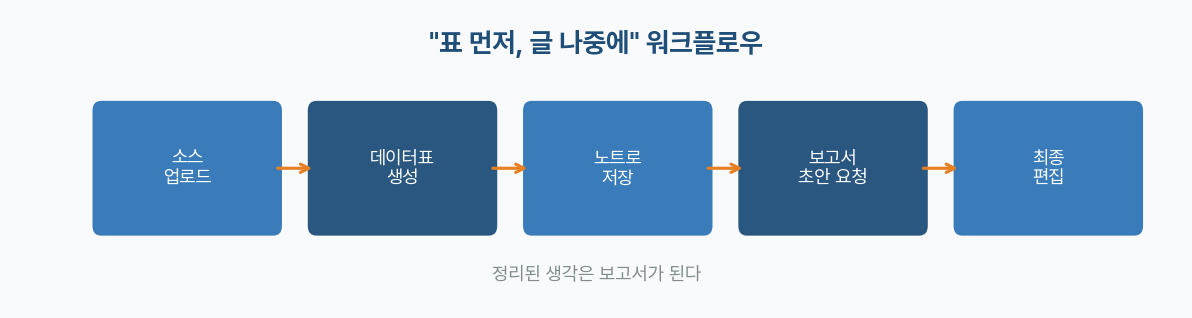 "표 먼저, 글 나중에" 워크플로우
소스
업로드
데이터표
생성
노트로
저장
보고서
초안 요청
최종
편집
정리된 생각은 보고서가 된다